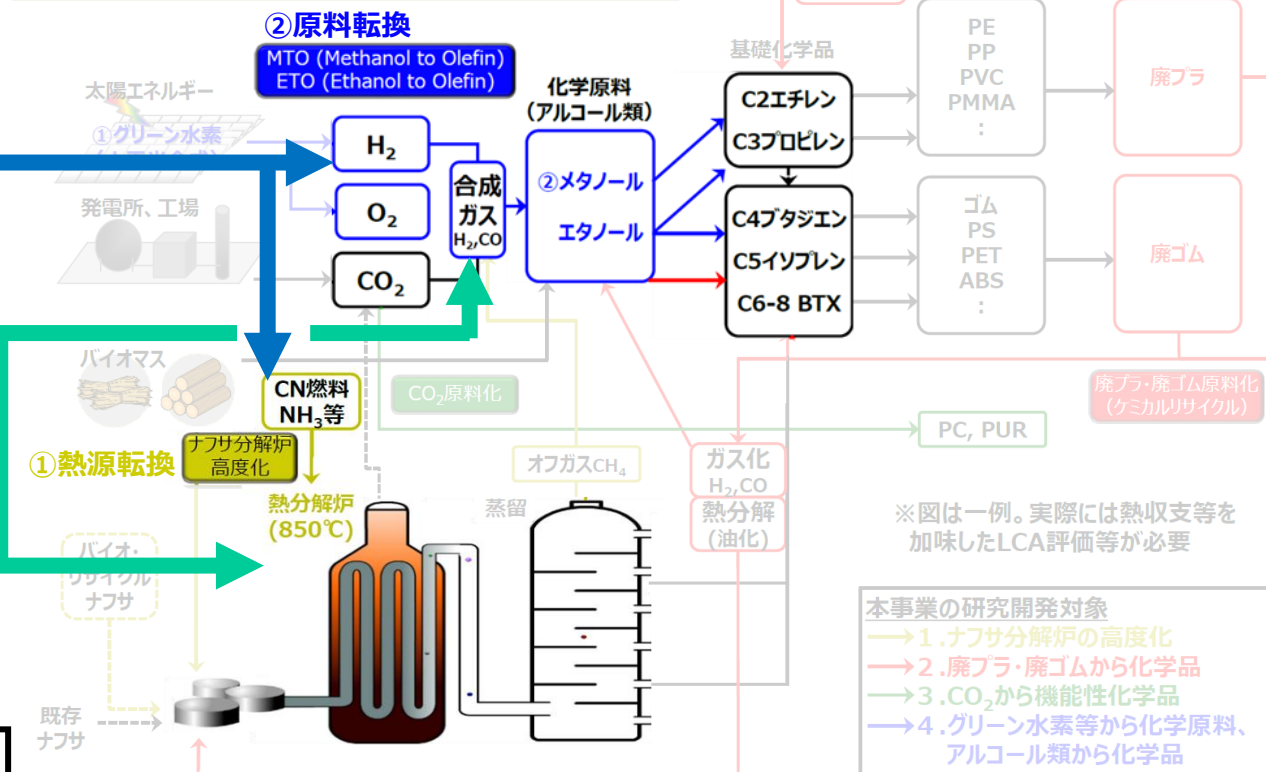 ②原料転換
MTO (Methanol to Olefin)
ETO (Ethanol to Olefin)
太陽エネルギー
①グリーン水素
発電所、工場
H₂
O₂
CO₂
合成
ガス
H₂,CO
化学原料
(アルコール類)
②メタノール
エタノール
基礎化学品
C2エチレン
C3プロピレン
C4ブタジエン
C5イソプレン
C6-8 BTX
PE
PP
PVC
PMMA
:
廃プラ
ゴム
PS
PET
ABS
:
廃ゴム
バイオマス
CN燃料
NH₃等
CO₂原料化
廃プラ・廃ゴム原料化
(ケミカルリサイクル)
PC, PUR
①熱源転換
ナフサ分解炉
高度化
熱分解炉
(850℃)
蒸留
オフガスCH₄
ガス化
H₂,CO
熱分解
(油化)
※図は一例。実際には熱収支等を
加味したLCA評価等が必要
バイオ・
リサイクル
ナフサ
既存
ナフサ
本事業の研究開発対象
1.ナフサ分解炉の高度化
2.廃プラ・廃ゴムから化学品
3.CO₂から機能性化学品
4.グリーン水素等から化学原料、
アルコール類から化学品